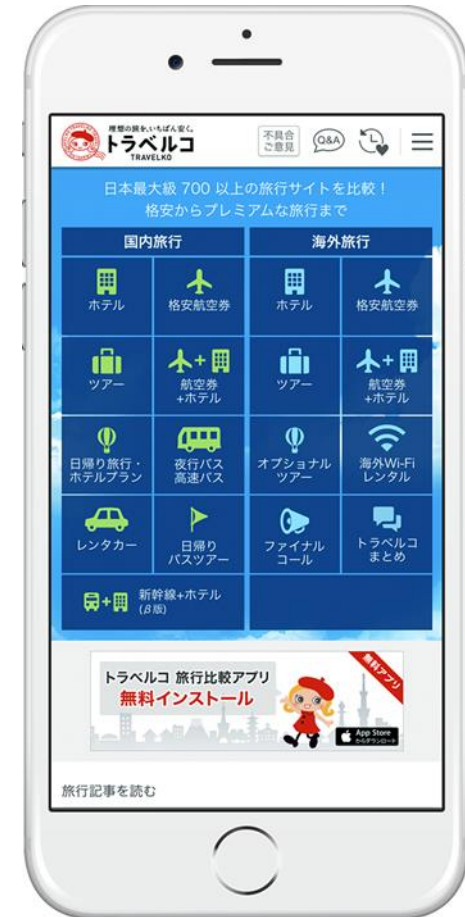 理想の旅を、いちばん安く。
トラベルコ
TRAVELKO
不具合
ご意見
Q&A
日本最大級 700 以上の旅行サイトを比較！
格安からプレミアムな旅行まで
国内旅行
海外旅行
ホテル
格安航空券
ホテル
格安航空券
ツアー
航空券
+ホテル
ツアー
航空券
+ホテル
日帰り旅行・
ホテルプラン
夜行バス
高速バス
オプショナル
ツアー
海外Wi-Fi
レンタル
レンタカー
日帰り
バスツアー
ファイナル
コール
トラベルコ
まとめ
新幹線+ホテル
(β版)
トラベルコ 旅行比較アプリ
無料インストール
無料アプリ
App Store
からダウンロード
旅行記事を読む